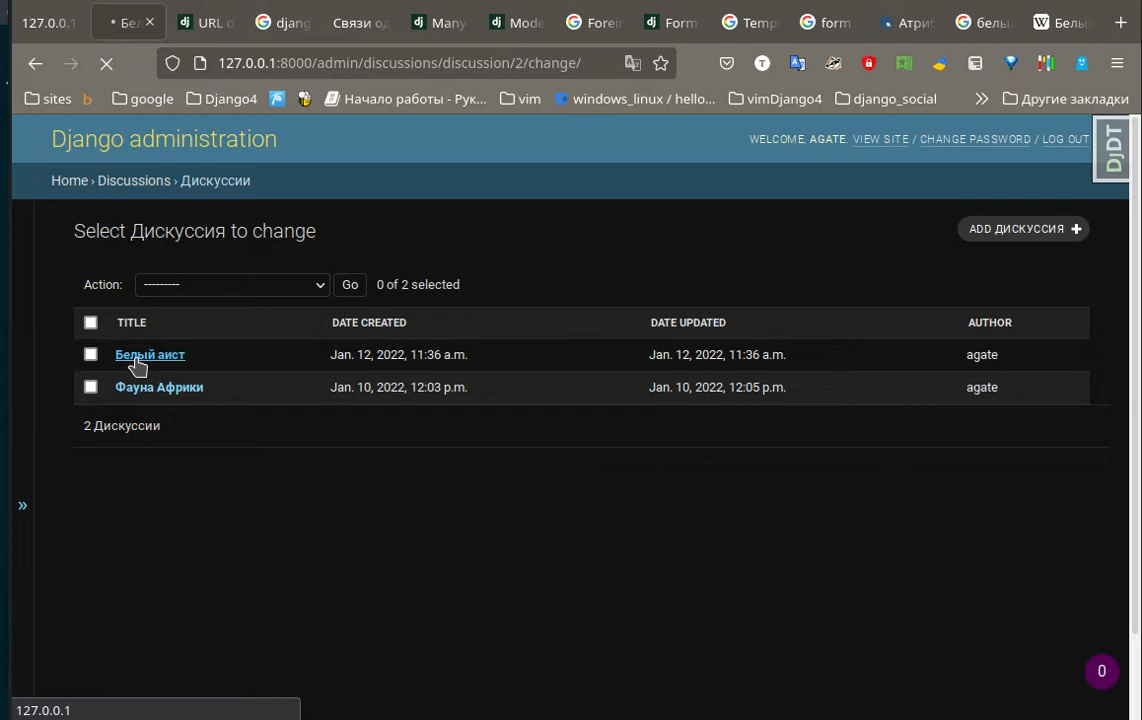 127.0.0.1 Бел URL djang Связи од Many Mode Forei Form Temp form Атриб белы Белы
127.0.0.1:8000/admin/discussions/discussion/2/change/
sites b google Django4 Начало работы - Рук... vim windows_linux / hello... vimDjango4 django_social Другие закладки
Django administration
WELCOME, AGATE. VIEW SITE / CHANGE PASSWORD / LOG OUT
DjDT
Home › Discussions › Дискуссии
Select Дискуссия to change
ADD ДИСКУССИЯ +
Action: --------- Go 0 of 2 selected
TITLE DATE CREATED DATE UPDATED AUTHOR
Белый аист Jan. 12, 2022, 11:36 a.m. Jan. 12, 2022, 11:36 a.m. agate
Фауна Африки Jan. 10, 2022, 12:03 p.m. Jan. 10, 2022, 12:05 p.m. agate
2 Дискуссии
»
0
127.0.0.1